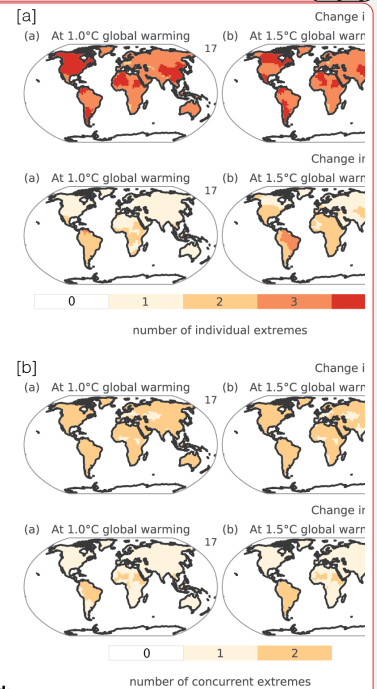 [a]
Change i
(a) At 1.0°C global warming
(b) At 1.5°C global warr
17
Change in
(a) At 1.0°C global warming
(b) At 1.5°C global warr
17
0 1 2 3
number of individual extremes
[b]
Change i
(a) At 1.0°C global warming
(b) At 1.5°C global warr
17
Change in
(a) At 1.0°C global warming
(b) At 1.5°C global warr
17
0 1 2
number of concurrent extremes